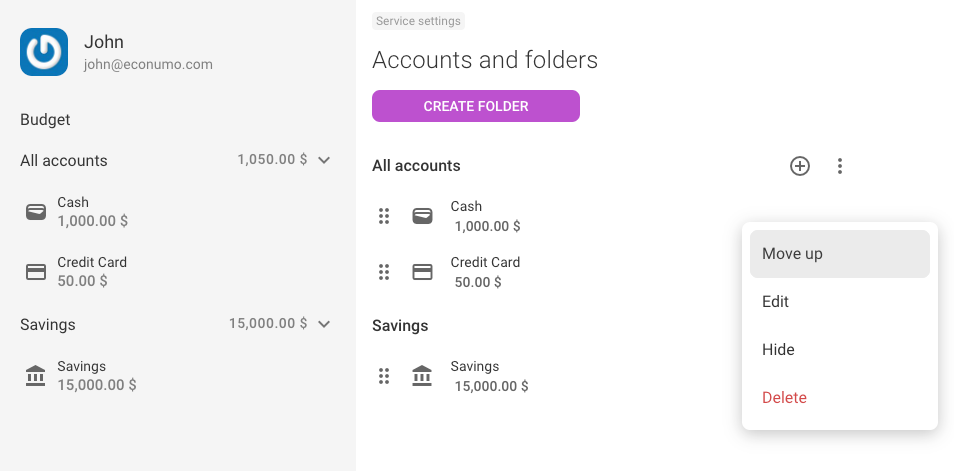 John
john@econumo.com
Budget
All accounts 1,050.00 $
Cash
1,000.00 $
Credit Card
50.00 $
Savings 15,000.00 $
Savings
15,000.00 $
Service settings
Accounts and folders
CREATE FOLDER
All accounts
Cash
1,000.00 $
Credit Card
50.00 $
Savings
Savings
15,000.00 $
Move up
Edit
Hide
Delete